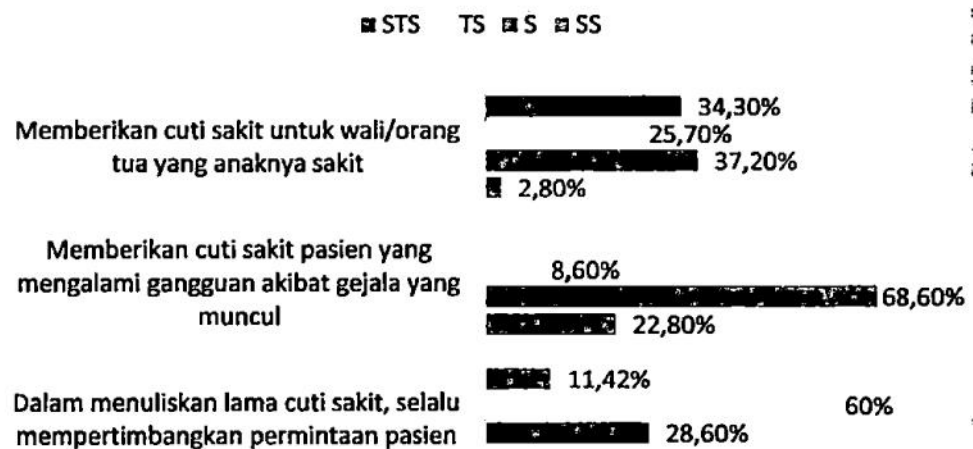 STS TS S SS
34,30%
Memberikan cuti sakit untuk wali/orang
tua yang anaknya sakit
25,70%
37,20%
2,80%
Memberikan cuti sakit pasien yang
mengalami gangguan akibat gejala yang
muncul
8,60%
68,60%
22,80%
11,42%
Dalam menuliskan lama cuti sakit, selalu
mempertimbangkan permintaan pasien
60%
28,60%